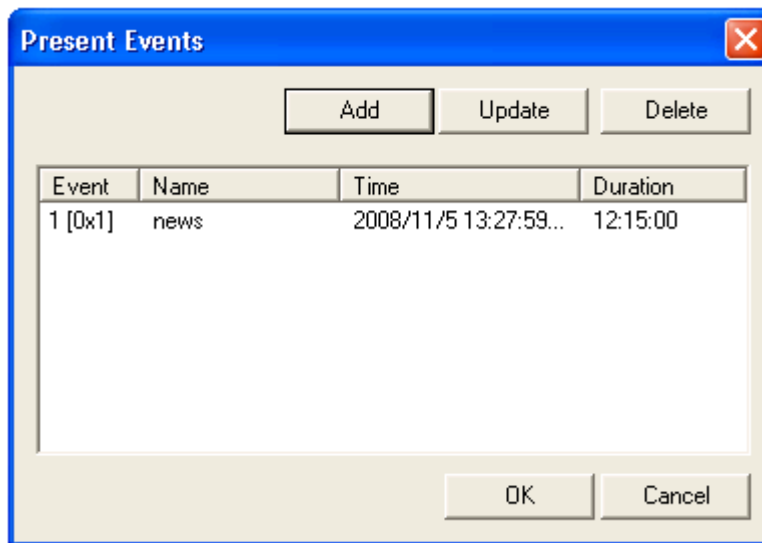 Present Events
Add Update Delete
Event Name Time Duration
1 [0x1] news 2008/11/5 13:27:59... 12:15:00
OK Cancel